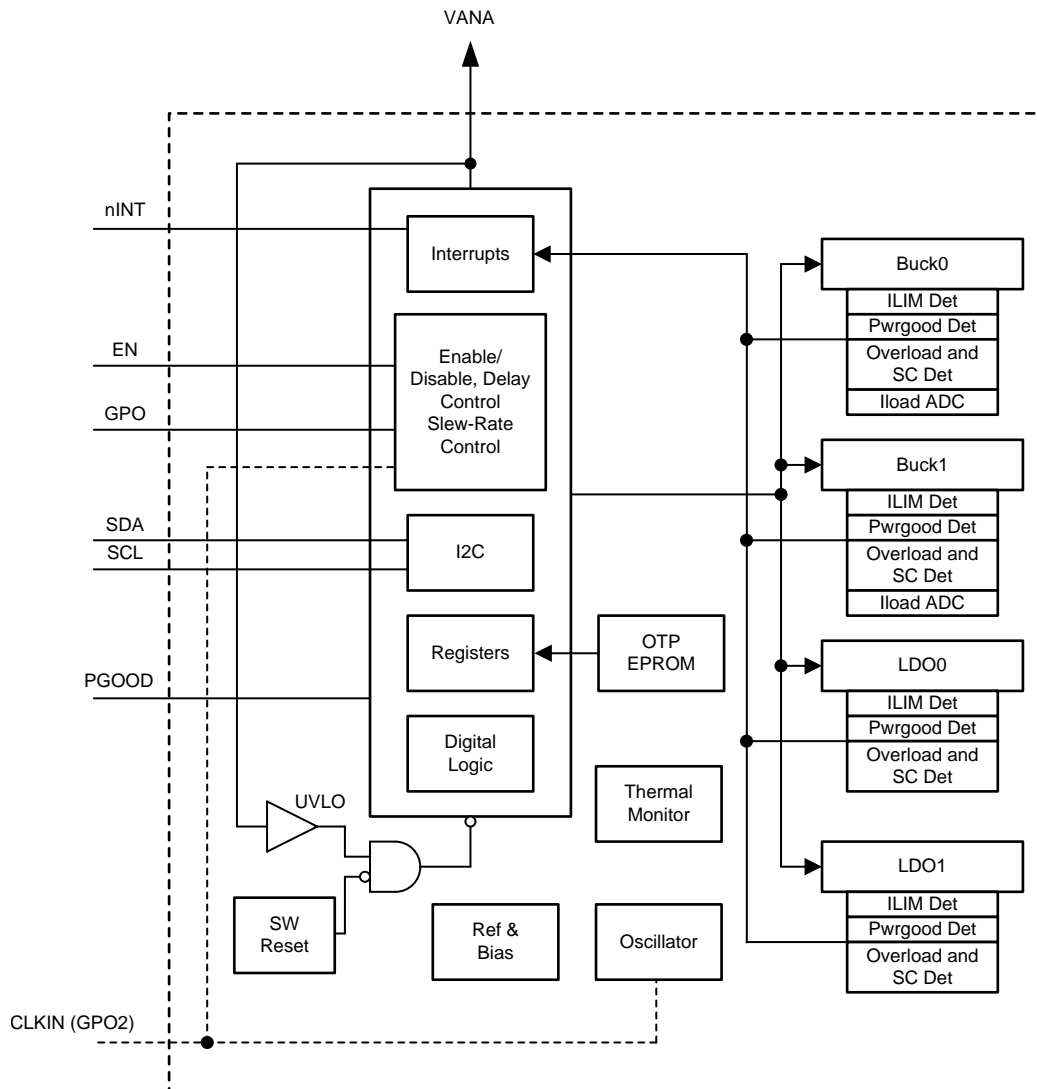 VANA
nINT
Interrupts
EN
GPO
Enable/
Disable, Delay
Control
Slew-Rate
Control
SDA
SCL
I2C
Registers
OTP
EPROM
PGOOD
Digital
Logic
Thermal
Monitor
UVLO
SW
Reset
Ref &
Bias
Oscillator
CLKIN (GPO2)
Buck0
ILIM Det
Pwrgood Det
Overload and
SC Det
Iload ADC
Buck1
ILIM Det
Pwrgood Det
Overload and
SC Det
Iload ADC
LDO0
ILIM Det
Pwrgood Det
Overload and
SC Det
LDO1
ILIM Det
Pwrgood Det
Overload and
SC Det